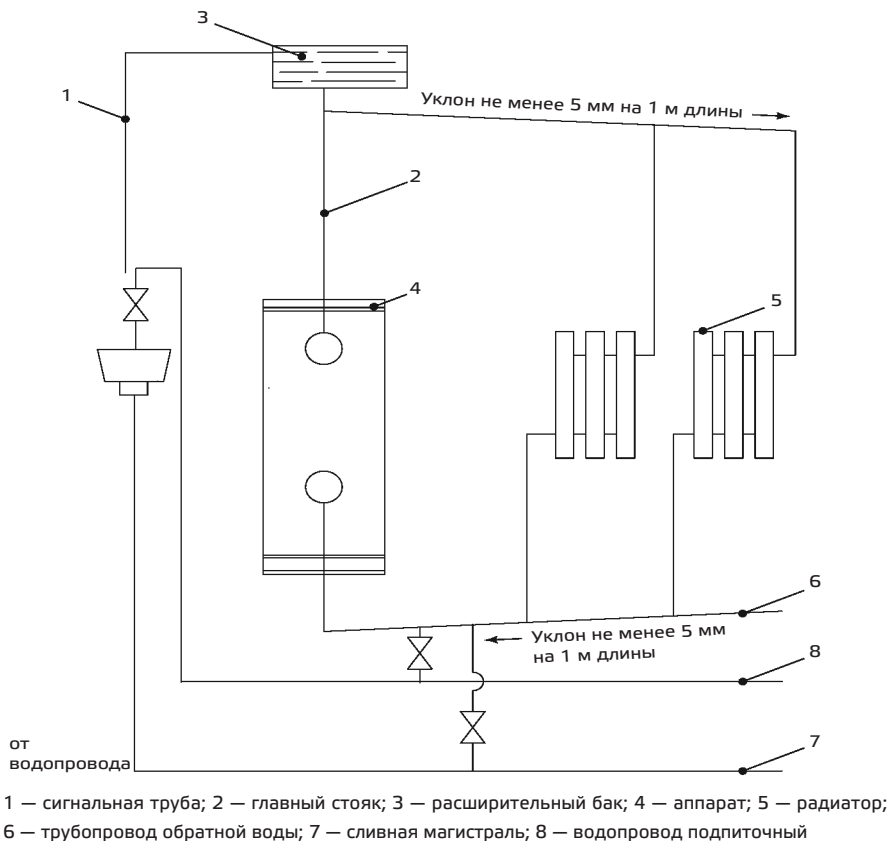 3
Уклон не менее 5 мм на 1 м длины
1
2
4
5
6
Уклон не менее 5 мм
на 1 м длины
8
7
от
водопровода
1 — сигнальная труба; 2 — главный стояк; 3 — расширительный бак; 4 — аппарат; 5 — радиатор;
6 — трубопровод обратной воды; 7 — сливная магистраль; 8 — водопровод подпиточный